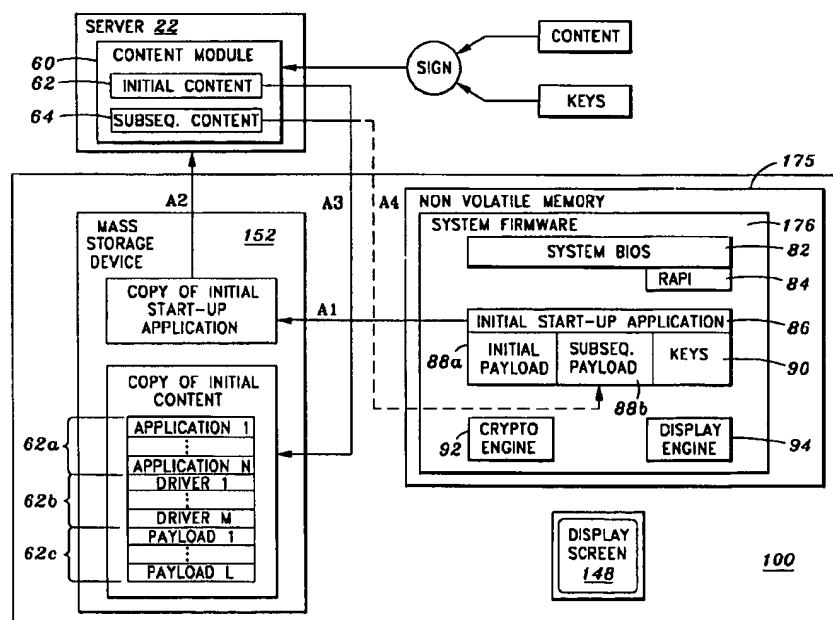 SERVER 22
60
CONTENT MODULE
62
INITIAL CONTENT
64
SUBSEQ. CONTENT
SIGN
CONTENT
KEYS
A2
A3
A4
175
MASS STORAGE DEVICE
152
COPY OF INITIAL START-UP APPLICATION
A1
COPY OF INITIAL CONTENT
62a
APPLICATION 1
APPLICATION N
62b
DRIVER 1
DRIVER M
62c
PAYLOAD 1
PAYLOAD L
NON VOLATILE MEMORY
SYSTEM FIRMWARE
176
SYSTEM BIOS
82
RAPI
84
INITIAL START-UP APPLICATION
86
88a
INITIAL PAYLOAD
SUBSEQ. PAYLOAD
KEYS
90
88b
92
CRYPTO ENGINE
DISPLAY ENGINE
94
DISPLAY SCREEN
148
100